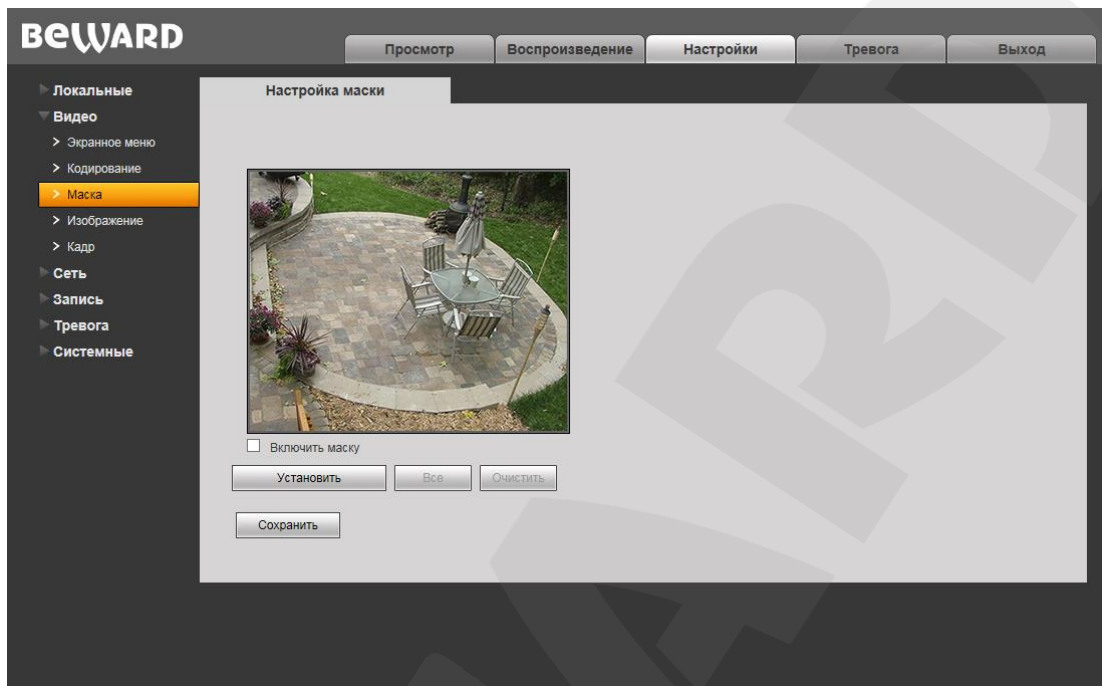 BEWARD
Просмотр
Воспроизведение
Настройки
Тревога
Выход
Локальные
Видео
> Экранное меню
> Кодирование
> Маска
> Изображение
> Кадр
Сеть
Запись
Тревога
Системные
Настройка маски
Включить маску
Установить
Все
Очистить
Сохранить